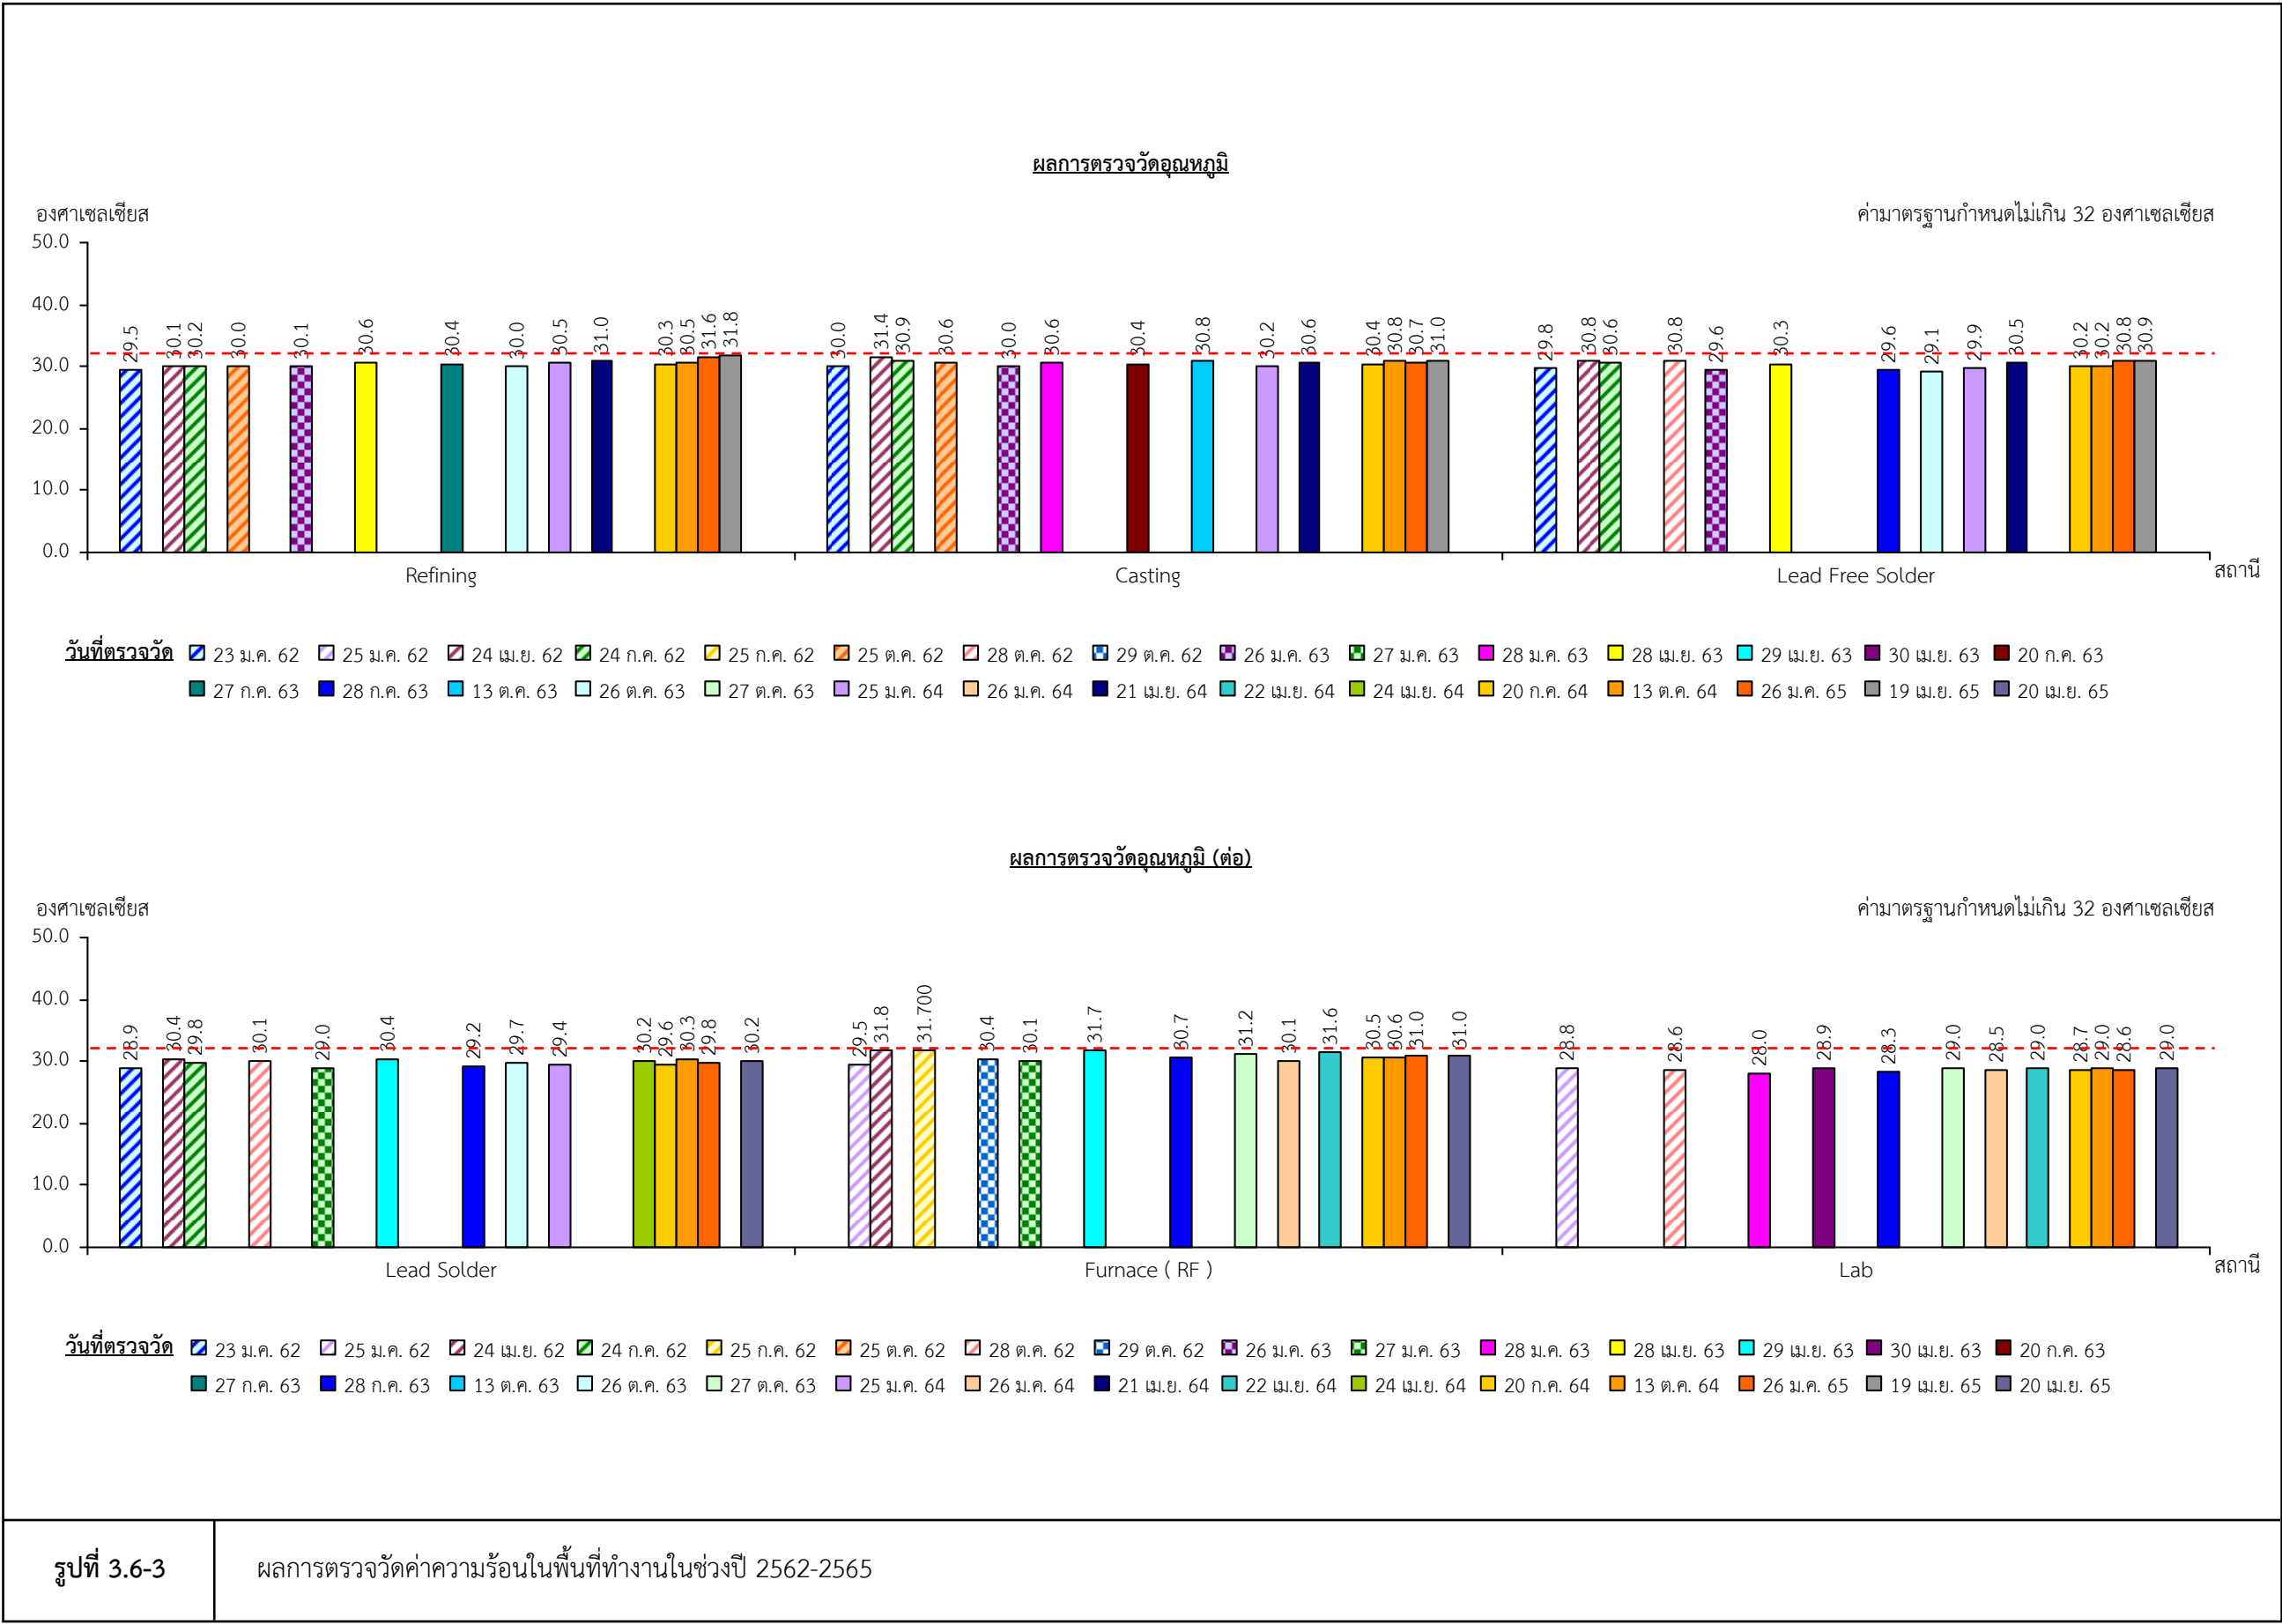 ผลการตรวจวัดอุณหภูมิ
องศาเซลเซียส
ค่ามาตรฐานกำหนดไม่เกิน 32 องศาเซลเซียส
50.0
40.0
30.0
20.0
10.0
0.0
29.5 30.1 30.2 30.0 30.1 30.6 30.4 30.0 30.5 31.0 30.3 30.5 31.6 31.8
30.0 31.4 30.9 30.6 30.0 30.6 30.4 30.8 30.2 30.6 30.4 30.8 30.7 31.0
29.8 30.8 30.6 30.8 29.6 30.3 29.6 29.1 29.9 30.5 30.2 30.2 30.8 30.9
Refining Casting Lead Free Solder สถานี
วันที่ตรวจวัด 23 ม.ค. 62 25 ม.ค. 62 24 เม.ย. 62 24 ก.ค. 62 25 ก.ค. 62 25 ต.ค. 62 28 ต.ค. 62 29 ต.ค. 62 26 ม.ค. 63 27 ม.ค. 63 28 ม.ค. 63 28 เม.ย. 63 29 เม.ย. 63 30 เม.ย. 63 20 ก.ค. 63
27 ก.ค. 63 28 ก.ค. 63 13 ต.ค. 63 26 ต.ค. 63 27 ต.ค. 63 25 ม.ค. 64 26 ม.ค. 64 21 เม.ย. 64 22 เม.ย. 64 24 เม.ย. 64 20 ก.ค. 64 13 ต.ค. 64 26 ม.ค. 65 19 เม.ย. 65 20 เม.ย. 65
ผลการตรวจวัดอุณหภูมิ (ต่อ)
องศาเซลเซียส
ค่ามาตรฐานกำหนดไม่เกิน 32 องศาเซลเซียส
50.0
40.0
30.0
20.0
10.0
0.0
28.9 30.4 29.8 30.1 29.0 30.4 29.2 29.7 29.4 30.2 29.6 30.3 29.8 30.2
29.5 31.8 31.700 30.4 30.1 31.7 30.7 31.2 30.1 31.6 30.5 30.6 31.0 31.0
28.8 28.6 28.0 28.9 28.3 29.0 28.5 29.0 28.7 29.0 28.6 29.0
Lead Solder Furnace ( RF ) Lab สถานี
วันที่ตรวจวัด 23 ม.ค. 62 25 ม.ค. 62 24 เม.ย. 62 24 ก.ค. 62 25 ก.ค. 62 25 ต.ค. 62 28 ต.ค. 62 29 ต.ค. 62 26 ม.ค. 63 27 ม.ค. 63 28 ม.ค. 63 28 เม.ย. 63 29 เม.ย. 63 30 เม.ย. 63 20 ก.ค. 63
27 ก.ค. 63 28 ก.ค. 63 13 ต.ค. 63 26 ต.ค. 63 27 ต.ค. 63 25 ม.ค. 64 26 ม.ค. 64 21 เม.ย. 64 22 เม.ย. 64 24 เม.ย. 64 20 ก.ค. 64 13 ต.ค. 64 26 ม.ค. 65 19 เม.ย. 65 20 เม.ย. 65
รูปที่ 3.6-3 ผลการตรวจวัดค่าความร้อนในพื้นที่ทำงานในช่วงปี 2562-2565